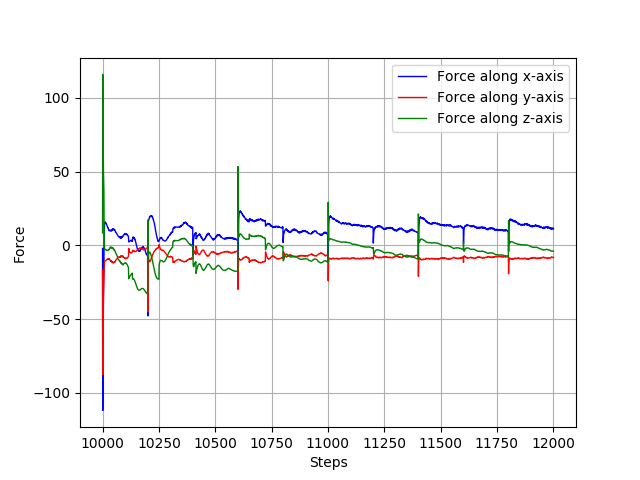 Force along x-axis
Force along y-axis
Force along z-axis
100
50
0
−50
−100
Force
10000 10250 10500 10750 11000 11250 11500 11750 12000
Steps